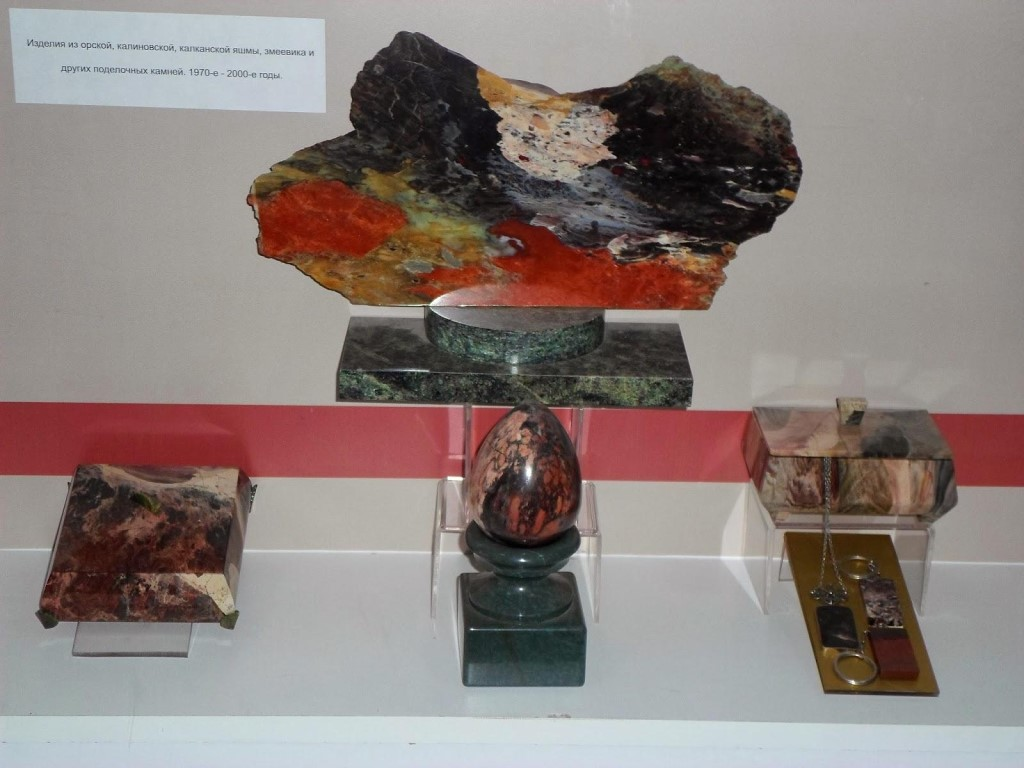 Изделия из орской, калиновской, калканской яшмы, змеевика и
других поделочных камней. 1970-е - 2000-е годы.